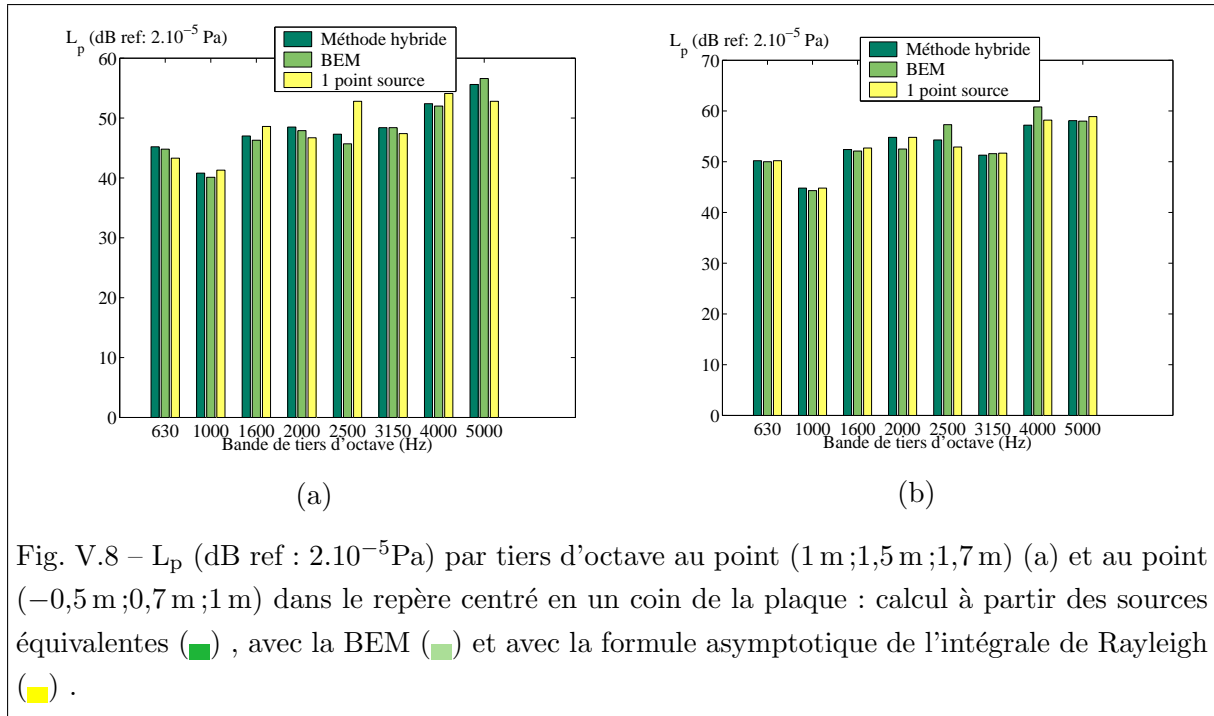 L_p (dB ref: 2.10⁻⁵ Pa)
Méthode hybride
BEM
1 point source
60
50
40
30
20
10
0
630 1000 1600 2000 2500 3150 4000 5000
Bande de tiers d'octave (Hz)
(a)
L_p (dB ref: 2.10⁻⁵ Pa)
Méthode hybride
BEM
1 point source
70
60
50
40
30
20
10
0
630 1000 1600 2000 2500 3150 4000 5000
Bande de tiers d'octave (Hz)
(b)
Fig. V.8 – L_p (dB ref : 2.10⁻⁵Pa) par tiers d'octave au point (1 m ;1,5 m ;1,7 m) (a) et au point
(−0,5 m ;0,7 m ;1 m) dans le repère centré en un coin de la plaque : calcul à partir des sources
équivalentes ( ) , avec la BEM ( ) et avec la formule asymptotique de l'intégrale de Rayleigh
( ) .